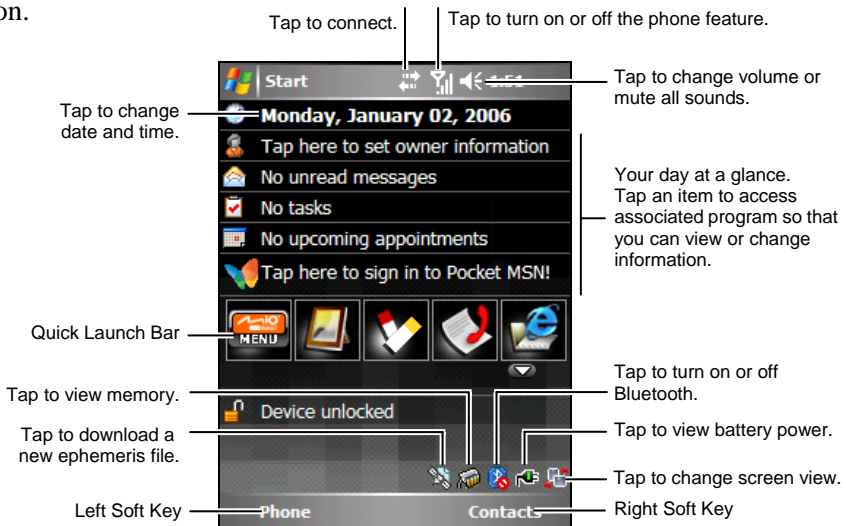 on.
Tap to connect.
Tap to turn on or off the phone feature.
Start
1:51
Tap to change volume or
mute all sounds.
Tap to change
date and time.
Monday, January 02, 2006
Tap here to set owner information
No unread messages
No tasks
No upcoming appointments
Tap here to sign in to Pocket MSN!
Your day at a glance.
Tap an item to access
associated program so that
you can view or change
information.
Quick Launch Bar
Mio
MENU
Tap to view memory.
Tap to turn on or off
Bluetooth.
Device unlocked
Tap to download a
new ephemeris file.
Tap to view battery power.
Tap to change screen view.
Left Soft Key
Phone
Contacts
Right Soft Key